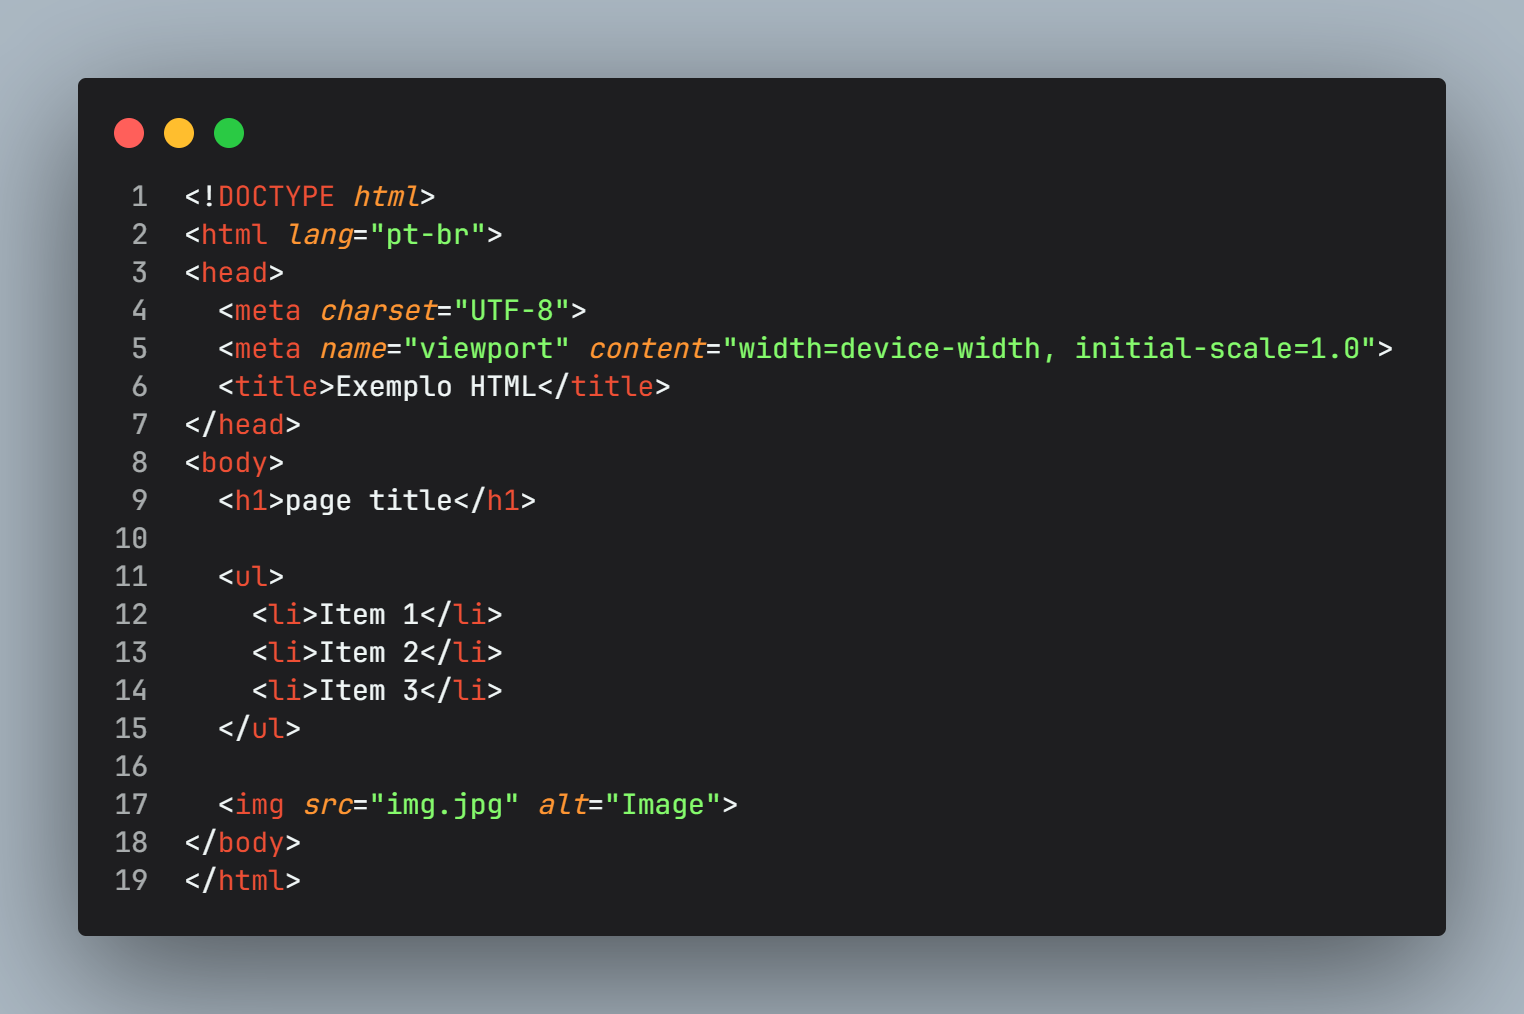 1 <!DOCTYPE html>
2 <html lang="pt-br">
3 <head>
4   <meta charset="UTF-8">
5   <meta name="viewport" content="width=device-width, initial-scale=1.0">
6   <title>Exemplo HTML</title>
7 </head>
8 <body>
9   <h1>page title</h1>
10
11   <ul>
12     <li>Item 1</li>
13     <li>Item 2</li>
14     <li>Item 3</li>
15   </ul>
16
17   <img src="img.jpg" alt="Image">
18 </body>
19 </html>